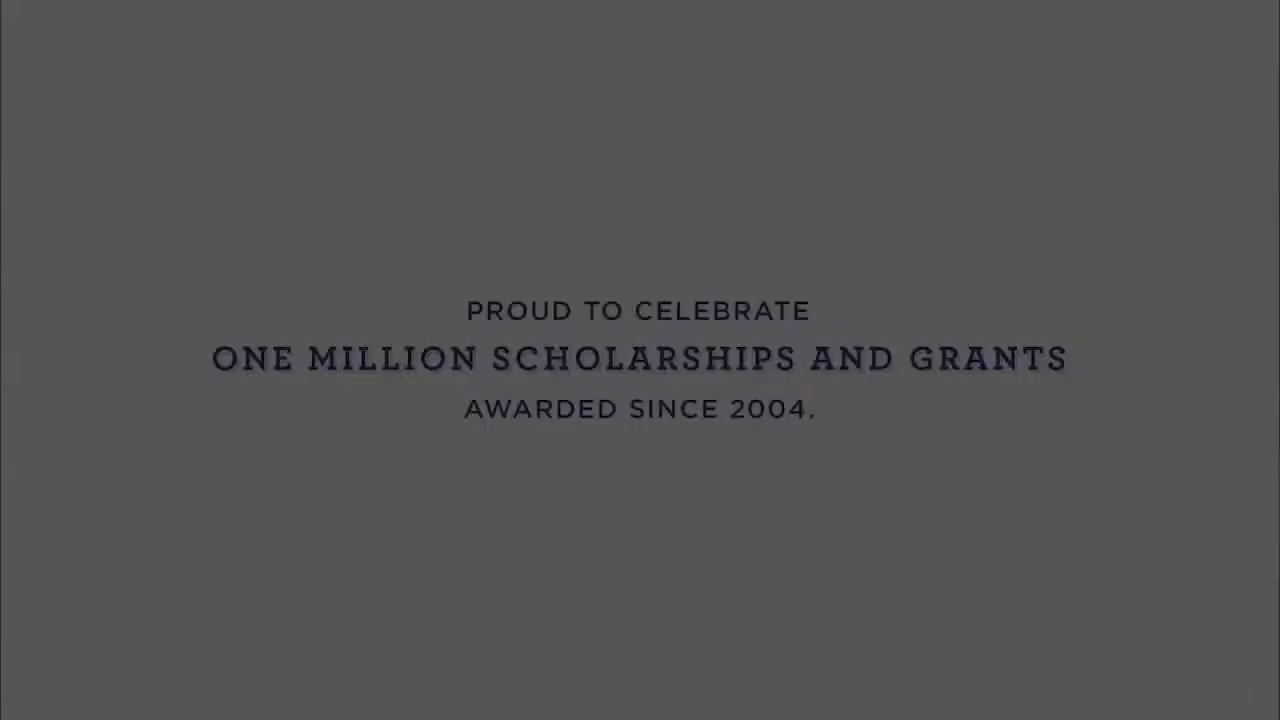 PROUD TO CELEBRATE
ONE MILLION SCHOLARSHIPS AND GRANTS
AWARDED SINCE 2004.